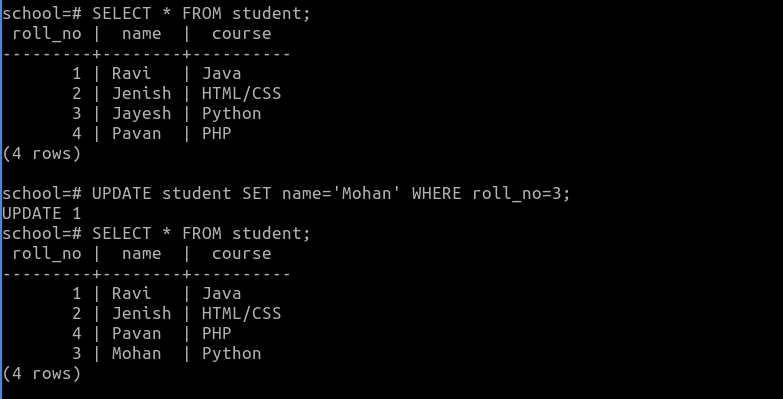 school=# SELECT * FROM student;
 roll_no |  name  |  course
---------+--------+----------
       1 | Ravi   | Java
       2 | Jenish | HTML/CSS
       3 | Jayesh | Python
       4 | Pavan  | PHP
(4 rows)

school=# UPDATE student SET name='Mohan' WHERE roll_no=3;
UPDATE 1
school=# SELECT * FROM student;
 roll_no |  name  |  course
---------+--------+----------
       1 | Ravi   | Java
       2 | Jenish | HTML/CSS
       4 | Pavan  | PHP
       3 | Mohan  | Python
(4 rows)